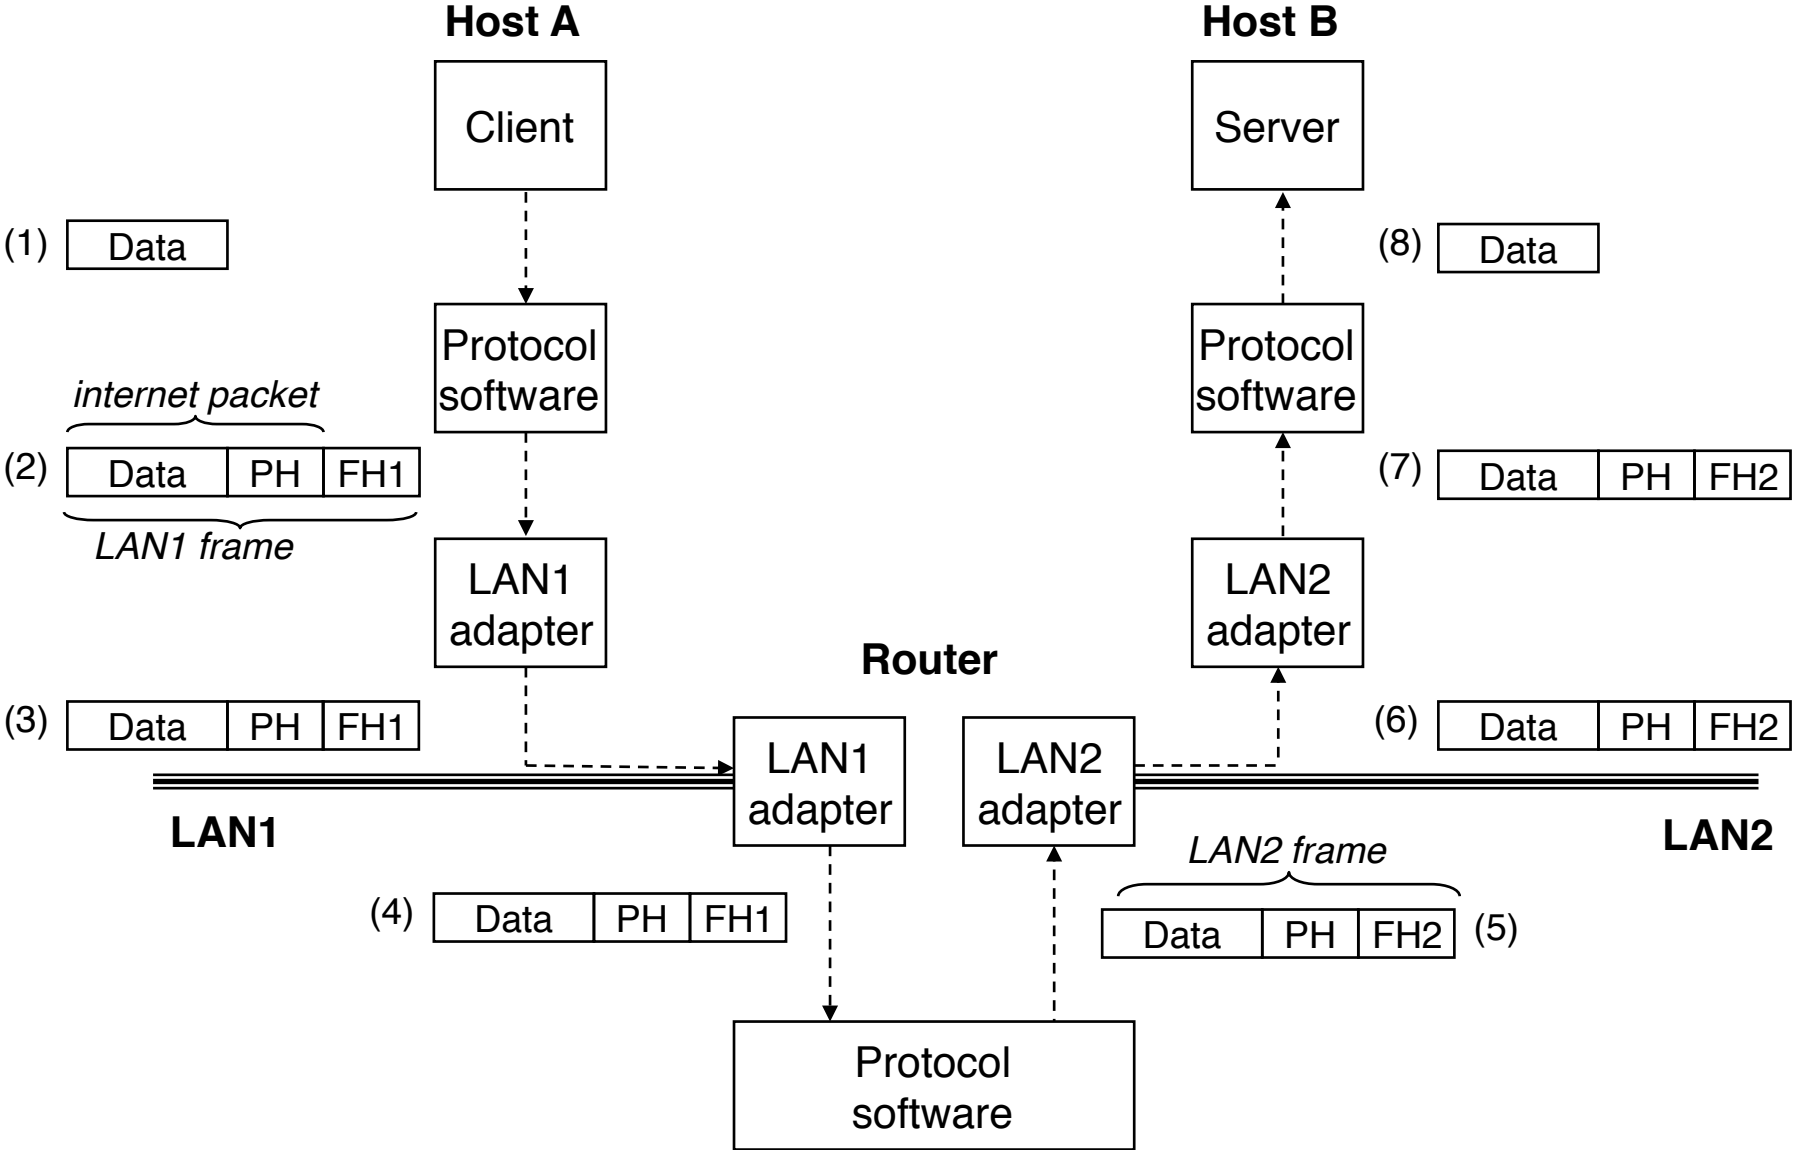 Host A
Host B
Client
Server
(1) Data
(8) Data
Protocol
software
Protocol
software
internet packet
(2) Data PH FH1
(7) Data PH FH2
LAN1 frame
LAN1
adapter
LAN2
adapter
Router
(3) Data PH FH1
(6) Data PH FH2
LAN1
adapter
LAN2
adapter
LAN1
LAN2
LAN2 frame
(4) Data PH FH1
Data PH FH2 (5)
Protocol
software